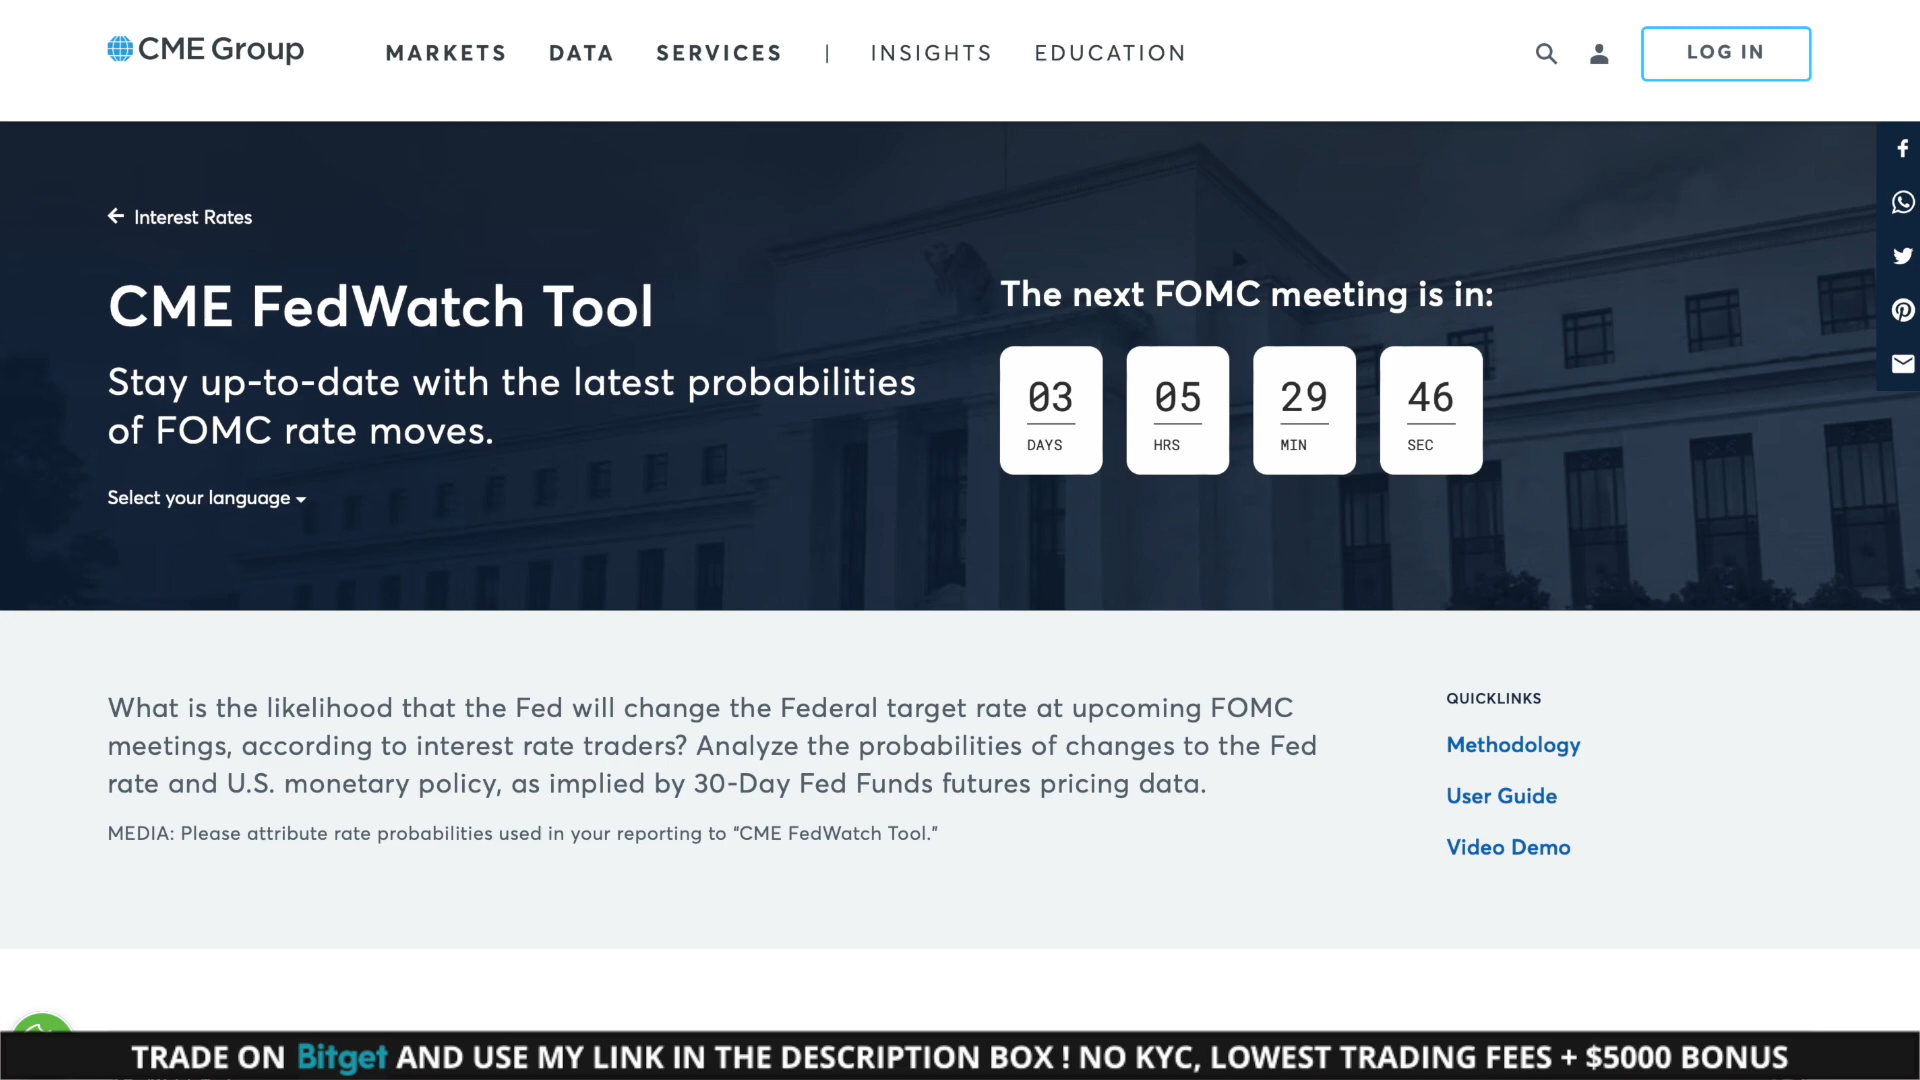 CME Group
MARKETS
DATA
SERVICES
|
INSIGHTS
EDUCATION
LOG IN
Interest Rates
CME FedWatch Tool
Stay up-to-date with the latest probabilities
of FOMC rate moves.
Select your language
The next FOMC meeting is in:
03
DAYS
05
HRS
29
MIN
46
SEC
What is the likelihood that the Fed will change the Federal target rate at upcoming FOMC
meetings, according to interest rate traders? Analyze the probabilities of changes to the Fed
rate and U.S. monetary policy, as implied by 30-Day Fed Funds futures pricing data.
MEDIA: Please attribute rate probabilities used in your reporting to “CME FedWatch Tool.”
QUICKLINKS
Methodology
User Guide
Video Demo
TRADE ON Bitget AND USE MY LINK IN THE DESCRIPTION BOX ! NO KYC, LOWEST TRADING FEES + $5000 BONUS